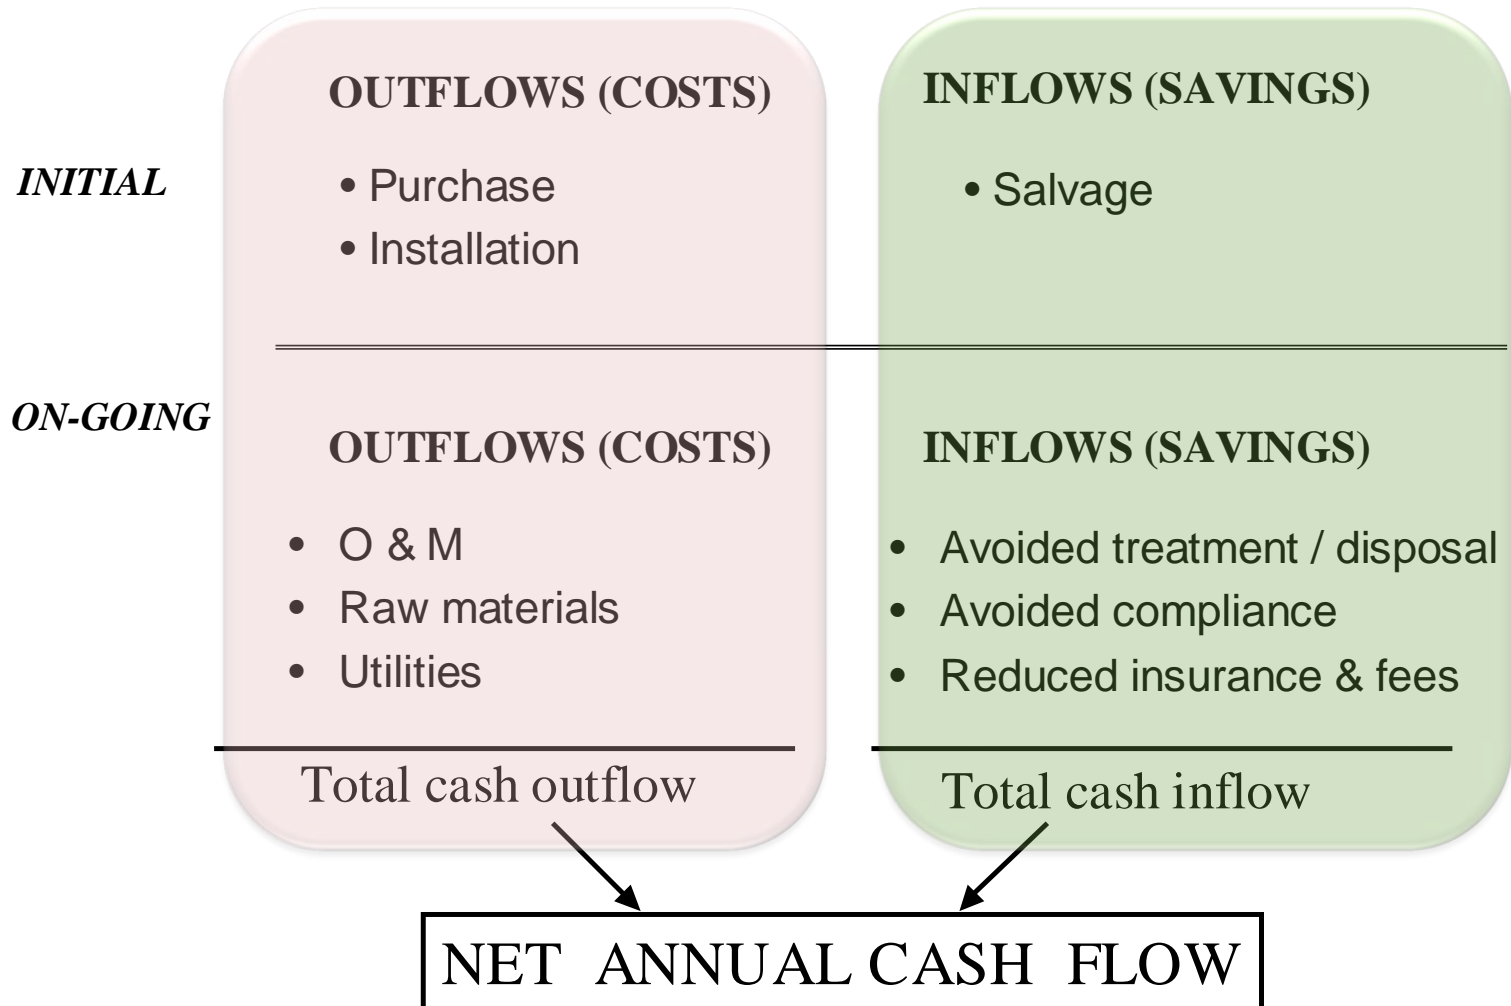 OUTFLOWS (COSTS)
INFLOWS (SAVINGS)
INITIAL
• Purchase
• Installation
• Salvage
ON-GOING
OUTFLOWS (COSTS)
INFLOWS (SAVINGS)
• O & M
• Raw materials
• Utilities
• Avoided treatment / disposal
• Avoided compliance
• Reduced insurance & fees
Total cash outflow
Total cash inflow
NET ANNUAL CASH FLOW